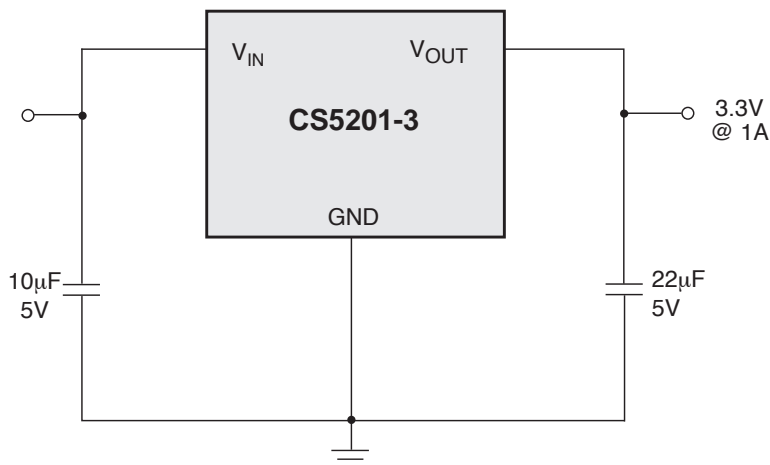 V_IN
V_OUT
CS5201-3
3.3V
@ 1A
GND
10μF
5V
22μF
5V